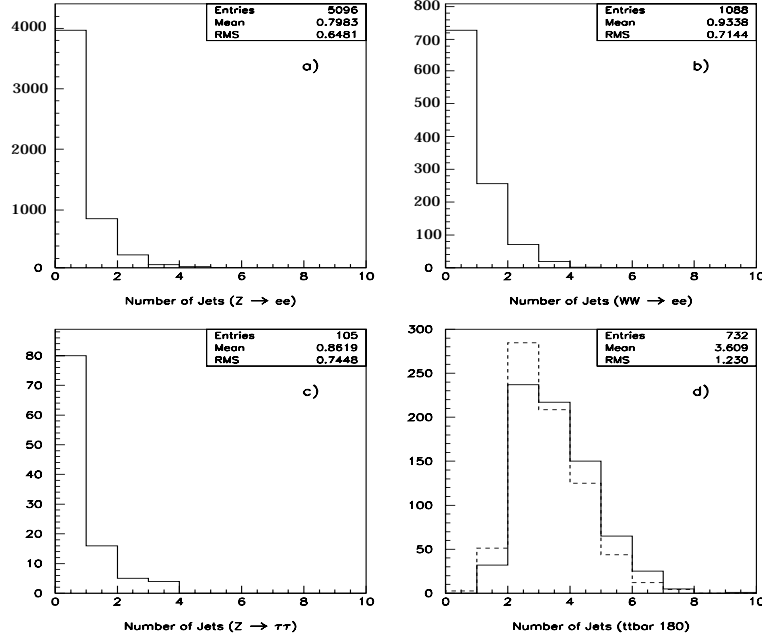 Entries 5096
Mean 0.7983
RMS 0.6481
a)
4000
3000
2000
1000
0
0 2 4 6 8 10
Number of Jets (Z → ee)
Entries 1088
Mean 0.9338
RMS 0.7144
b)
800
700
600
500
400
300
200
100
0
0 2 4 6 8 10
Number of Jets (WW → ee)
Entries 105
Mean 0.8619
RMS 0.7448
c)
80
70
60
50
40
30
20
10
0
0 2 4 6 8 10
Number of Jets (Z → ττ)
Entries 732
Mean 3.609
RMS 1.230
d)
300
250
200
150
100
50
0
0 2 4 6 8 10
Number of Jets (ttbar 180)